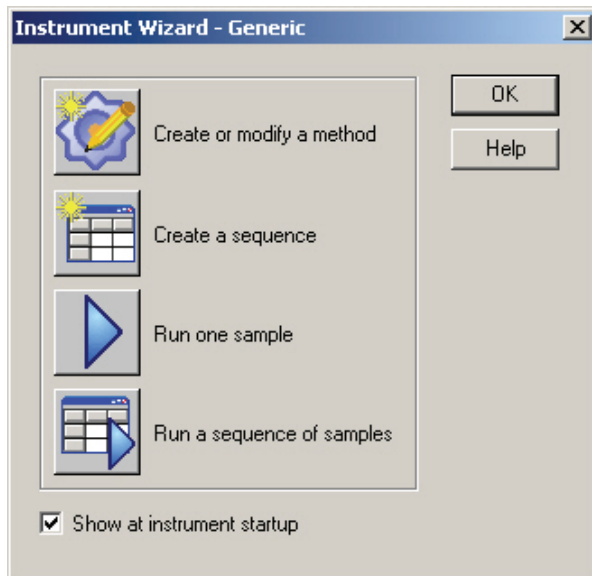 Instrument Wizard - Generic
OK
Create or modify a method
Help
Create a sequence
Run one sample
Run a sequence of samples
Show at instrument startup